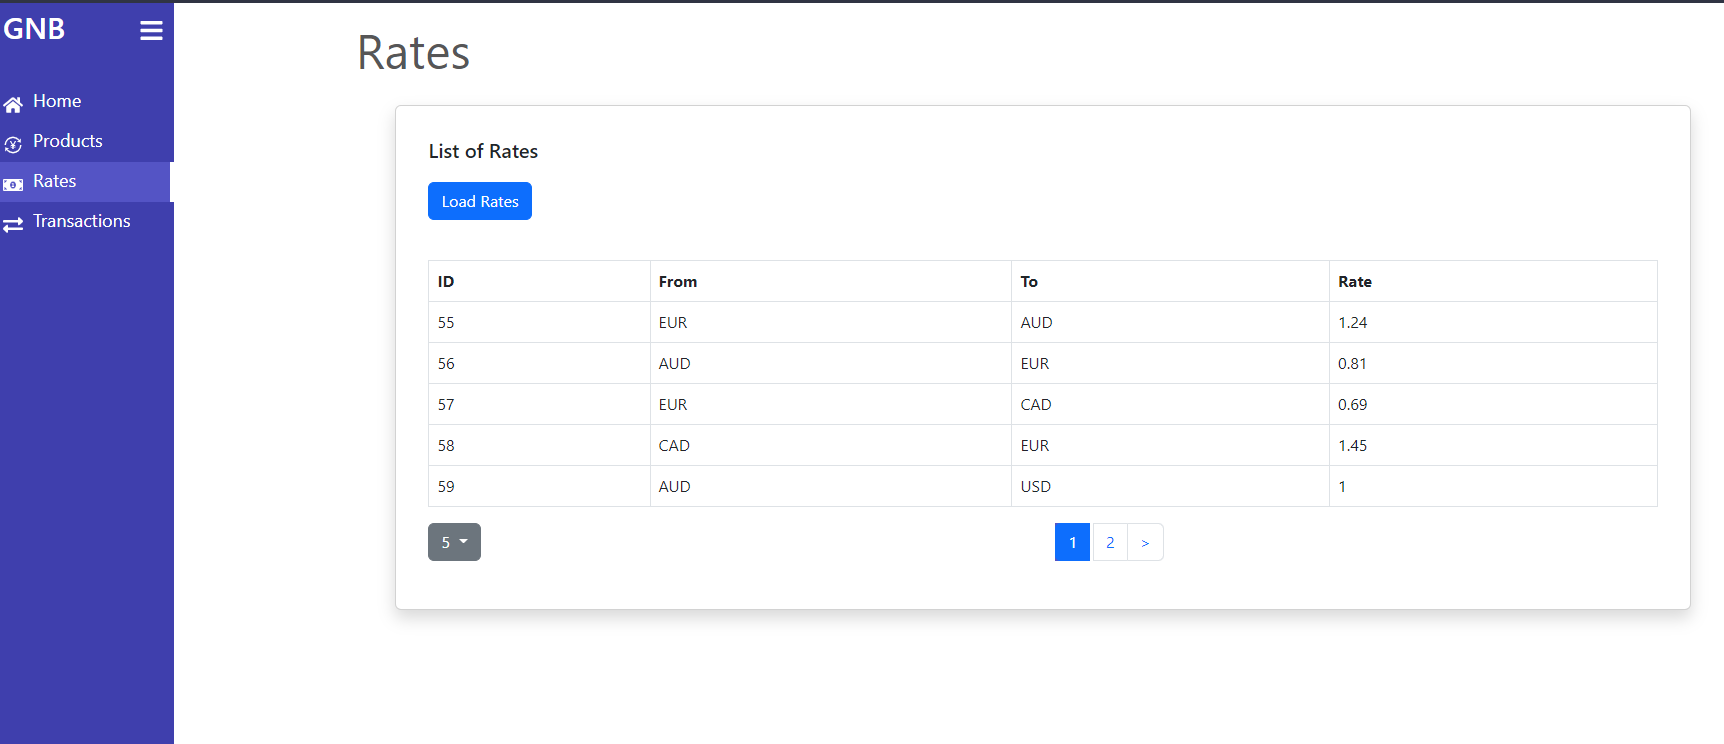 GNB
Home
Products
Rates
Transactions
Rates
List of Rates
Load Rates
ID From To Rate
55 EUR AUD 1.24
56 AUD EUR 0.81
57 EUR CAD 0.69
58 CAD EUR 1.45
59 AUD USD 1
5 1 2 >